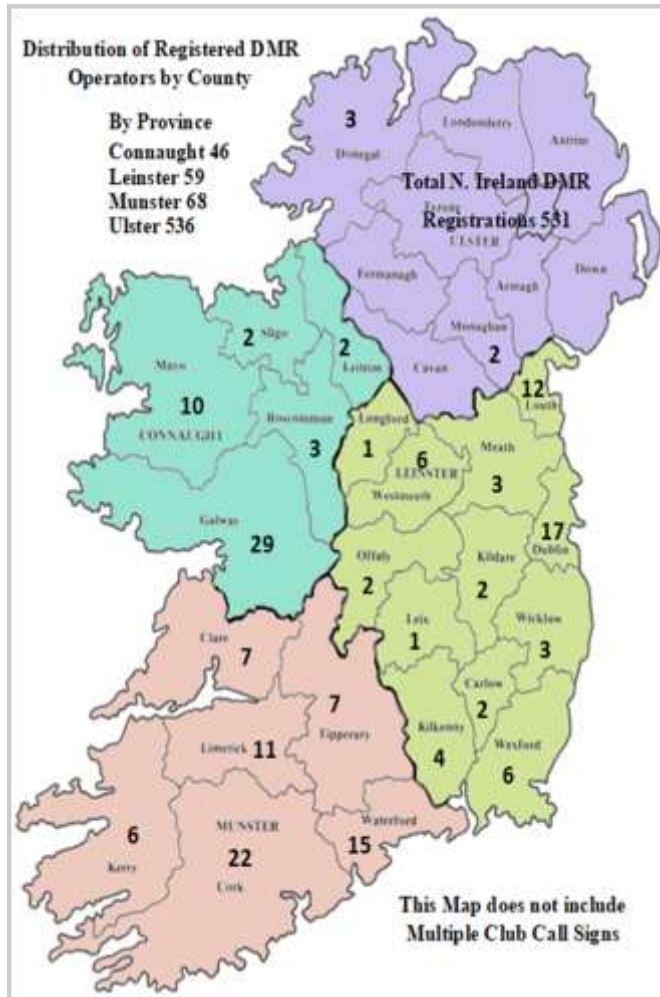 Distribution of Registered DMR
Operators by County
By Province
Connaught 46
Leinster 59
Munster 68
Ulster 536
3
Donegal
Londonderry
Antrim
Total N. Ireland DMR
Registrations 531
Tyrone
ULSTER
Fermanagh
Armagh
Down
Monaghan
2
Cavan
2
Sligo
2
Leitrim
Mayo
10
CONNAUGHT
Roscommon
3
Galway
29
12
Louth
Longford
1
6
LEINSTER
Westmeath
Meath
3
17
Dublin
Offaly
2
Kildare
2
Leix
1
Wicklow
3
Carlow
2
Kilkenny
4
Wexford
6
Clare
7
7
Tipperary
Limerick 11
6
Kerry
MUNSTER
22
Cork
Waterford
15
This Map does not include
Multiple Club Call Signs